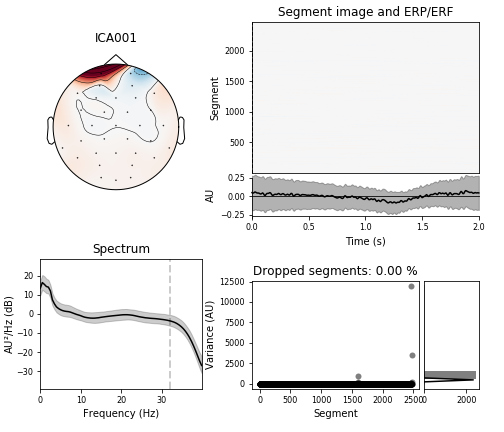 Segment image and ERP/ERF
ICA001
2000
1500
1000
500
Segment
0.25
0.00
−0.25
AU
0.0 0.5 1.0 1.5 2.0
Time (s)
Spectrum
20
10
0
−10
−20
−30
AU²/Hz (dB)
0 10 20 30
Frequency (Hz)
Dropped segments: 0.00 %
12500
10000
7500
5000
2500
0
Variance (AU)
0 500 1000 1500 2000 2500
Segment
0 2000